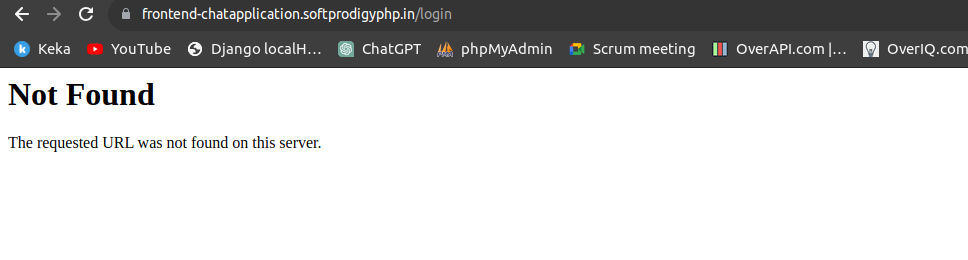 frontend-chatapplication.softprodigyphp.in/login
Keka YouTube Django localH... ChatGPT phpMyAdmin Scrum meeting OverAPI.com |... OverIQ.com
Not Found
The requested URL was not found on this server.